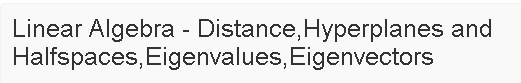 Linear Algebra - Distance,Hyperplanes and
Halfspaces,Eigenvalues,Eigenvectors